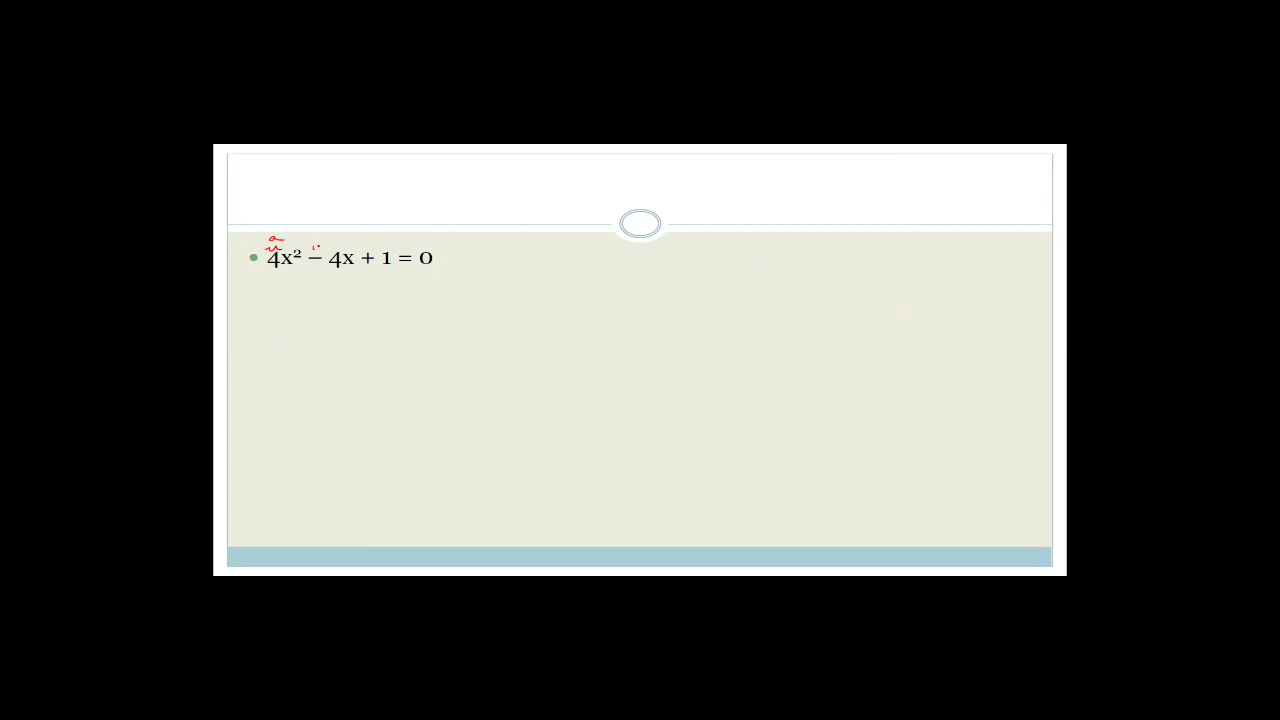 a
4x² – 4x + 1 = 0